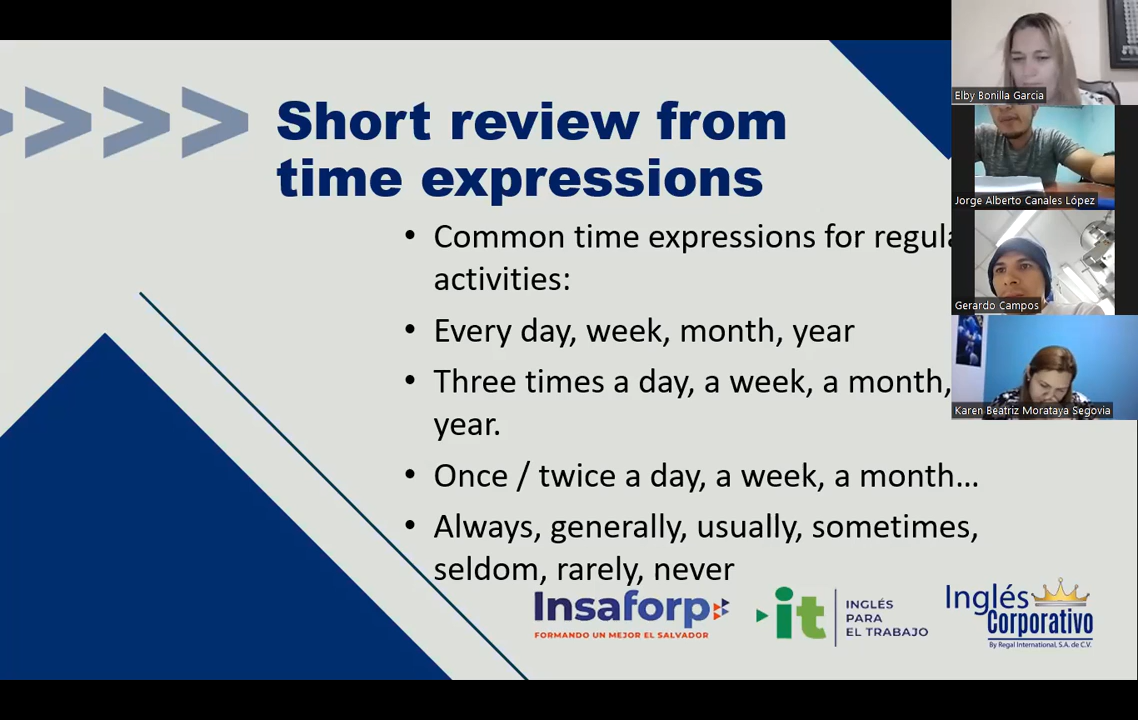 Short review from
time expressions
• Common time expressions for
activities:
• Every day, week, month, year
• Three times a day, a week, a month,
year.
• Once / twice a day, a week, a month...
• Always, generally, usually, sometimes,
seldom, rarely, never
Insaforp
FORMANDO UN MEJOR EL SALVADOR
it
INGLÉS
PARA
EL TRABAJO
Inglés
Corporativo
By Regal International, S.A. de C.V.
Elby Bonilla Garcia
Jorge Alberto Canales López
Gerardo Campos
Karen Beatriz Morataya Segovia